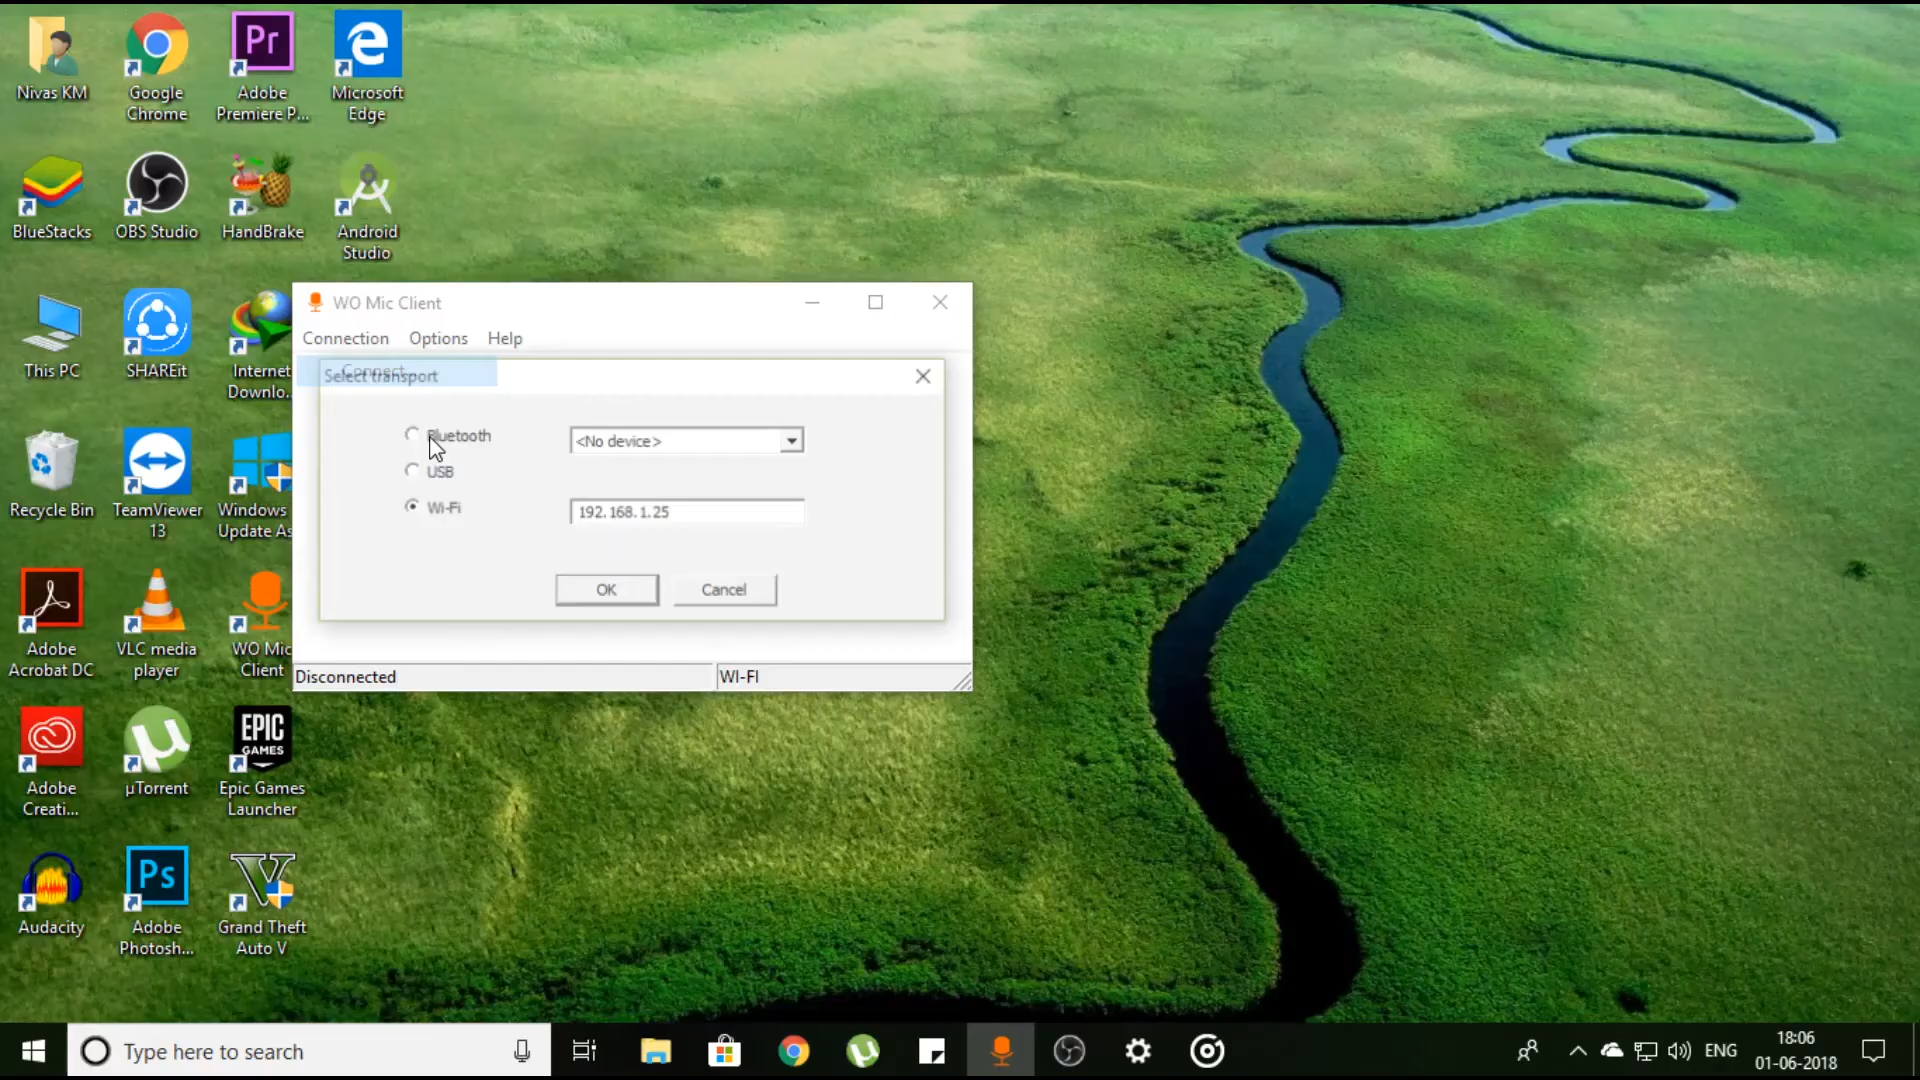 Nivas KM
Google
Chrome
Pr
Adobe
Premiere P...
Microsoft
Edge
BlueStacks
OBS Studio
HandBrake
Android
Studio
This PC
SHAREit
Internet
Downlo...
Recycle Bin
TeamViewer
13
Windows
Update As
Adobe
Acrobat DC
VLC media
player
WO Mic
Client
Adobe
Creati...
µTorrent
EPIC
GAMES
Epic Games
Launcher
Audacity
Ps
Adobe
Photosh...
Grand Theft
Auto V
WO Mic Client
Connection Options Help
Connect...
Select transport
Bluetooth <No device>
USB
Wi-Fi 192.168.1.25
OK Cancel
Disconnected WI-FI
Type here to search
ENG
18:06
01-06-2018